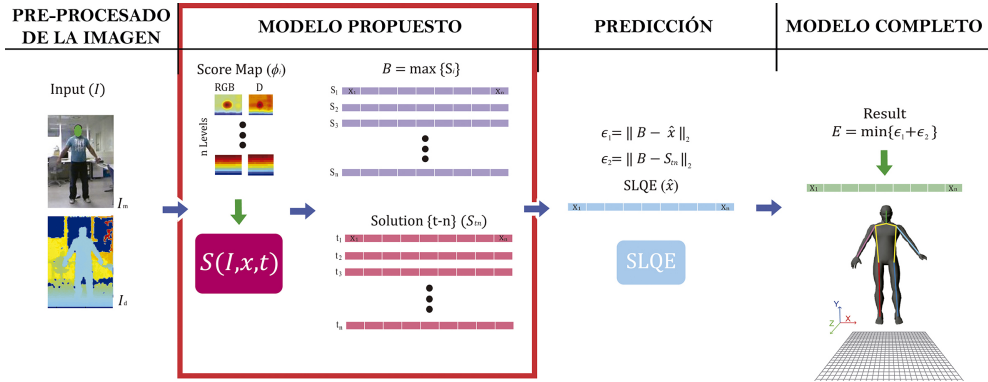 PRE-PROCESADO
DE LA IMAGEN
MODELO PROPUESTO
PREDICCIÓN
MODELO COMPLETO
Input (I)
Iₘ
I_d
Score Map (ϕᵢ)
RGB D
n Levels
S(I,x,t)
B = max {Sᵢ}
S₁ X₁ Xₙ
S₂
S₃
Sₙ
Solution {t-n} (Sₜₙ)
t₁ X₁ Xₙ
t₂
t₃
tₙ
ϵ₁= ‖ B − x̂ ‖₂
ϵ₂= ‖ B − Sₜₙ ‖₂
SLQE (x̂)
X₁ Xₙ
SLQE
Result
E = min{ϵ₁+ϵ₂}
X₁ Xₙ
Y
X
Z